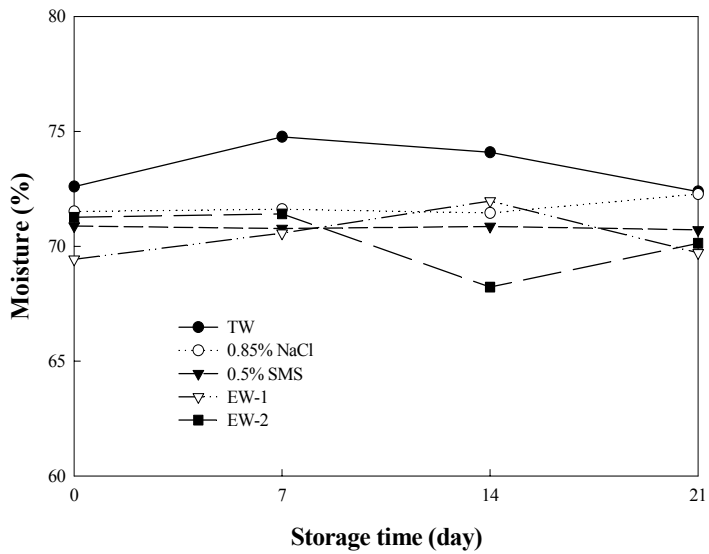 80
75
70
65
60
Moisture (%)
TW
0.85% NaCl
0.5% SMS
EW-1
EW-2
0
7
14
21
Storage time (day)